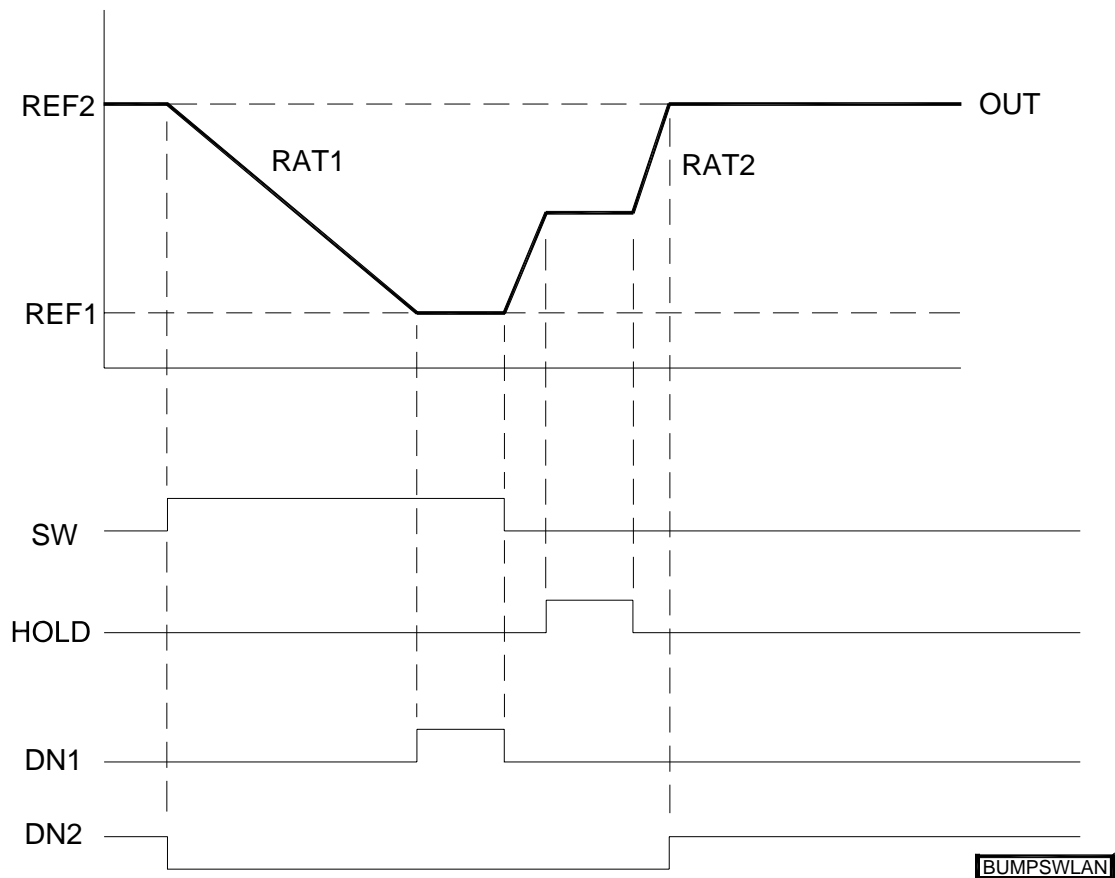 REF2
OUT
RAT1
RAT2
REF1
SW
HOLD
DN1
DN2
BUMPSWLAN